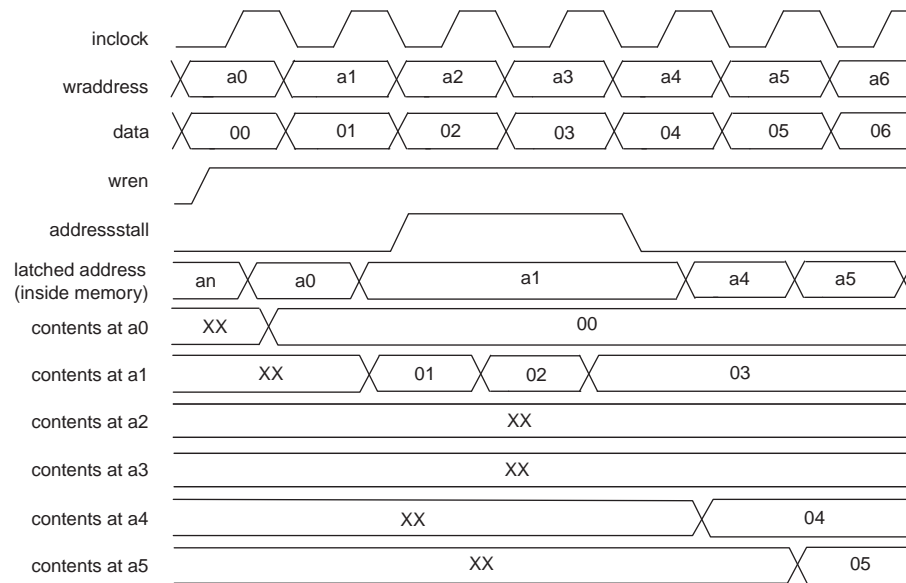 inclock
wraddress a0 a1 a2 a3 a4 a5 a6
data 00 01 02 03 04 05 06
wren
addressstall
latched address
(inside memory) an a0 a1 a4 a5
contents at a0 XX 00
contents at a1 XX 01 02 03
contents at a2 XX
contents at a3 XX
contents at a4 XX 04
contents at a5 XX 05